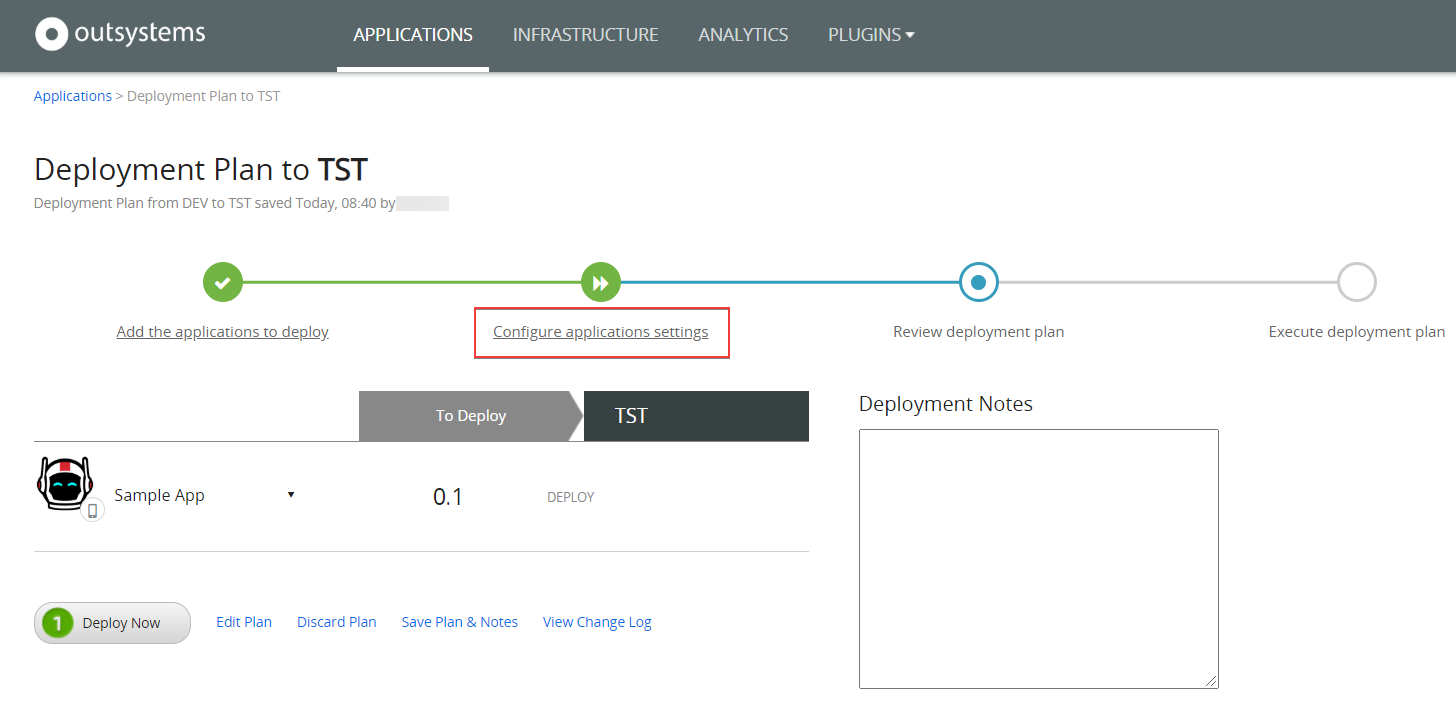 outsystems APPLICATIONS INFRASTRUCTURE ANALYTICS PLUGINS
Applications > Deployment Plan to TST
Deployment Plan to TST
Deployment Plan from DEV to TST saved Today, 08:40 by
Add the applications to deploy Configure applications settings Review deployment plan Execute deployment plan
To Deploy TST
Sample App 0.1 DEPLOY
Deployment Notes
1 Deploy Now Edit Plan Discard Plan Save Plan & Notes View Change Log